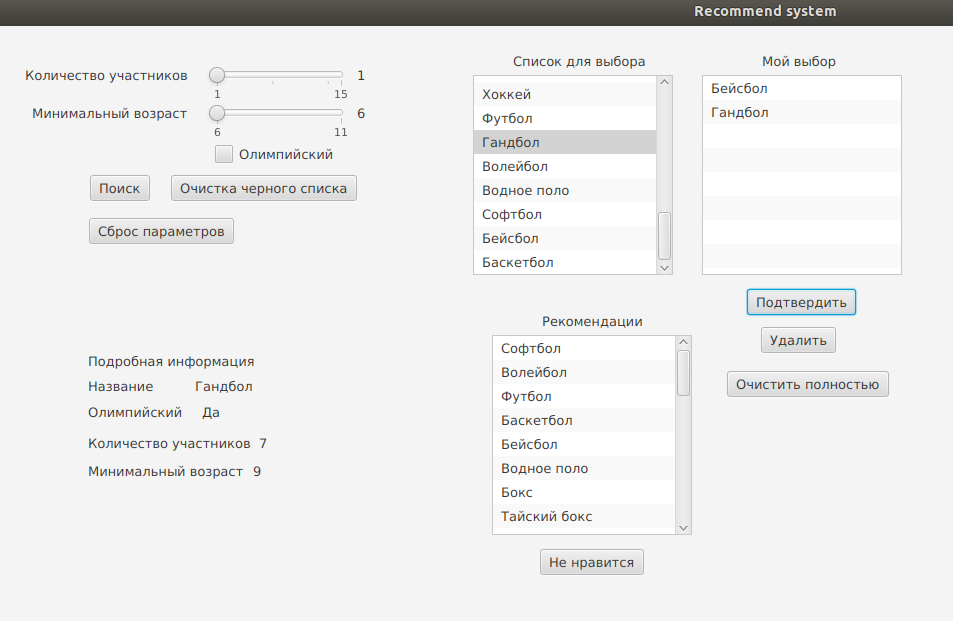 Recommend system
Количество участников 1
1 15
Минимальный возраст 6
6 11
Олимпийский
Поиск Очистка черного списка
Сброс параметров
Подробная информация
Название Гандбол
Олимпийский Да
Количество участников 7
Минимальный возраст 9
Список для выбора
Хоккей
Футбол
Гандбол
Волейбол
Водное поло
Софтбол
Бейсбол
Баскетбол
Рекомендации
Софтбол
Волейбол
Футбол
Баскетбол
Бейсбол
Водное поло
Бокс
Тайский бокс
Не нравится
Мой выбор
Бейсбол
Гандбол
Подтвердить
Удалить
Очистить полностью